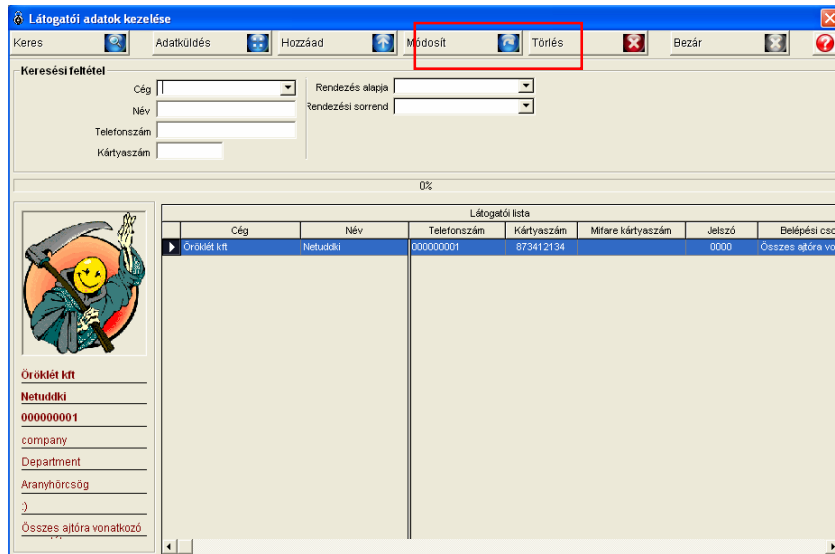 Látogatói adatok kezelése
Keres Adatküldés Hozzáad Módosít Törlés Bezár
Keresési feltétel
Cég Rendezés alapja
Név Rendezési sorrend
Telefonszám
Kártyaszám
0%
Látogatói lista
Cég Név Telefonszám Kártyaszám Mifare kártyaszám Jelszó Belépési cso
Öröklét kft Netuddki 000000001 873412134 0000 Összes ajtóra vo
Öröklét kft
Netuddki
000000001
company
Department
Aranyhörcsög
:)
Összes ajtóra vonatkozó